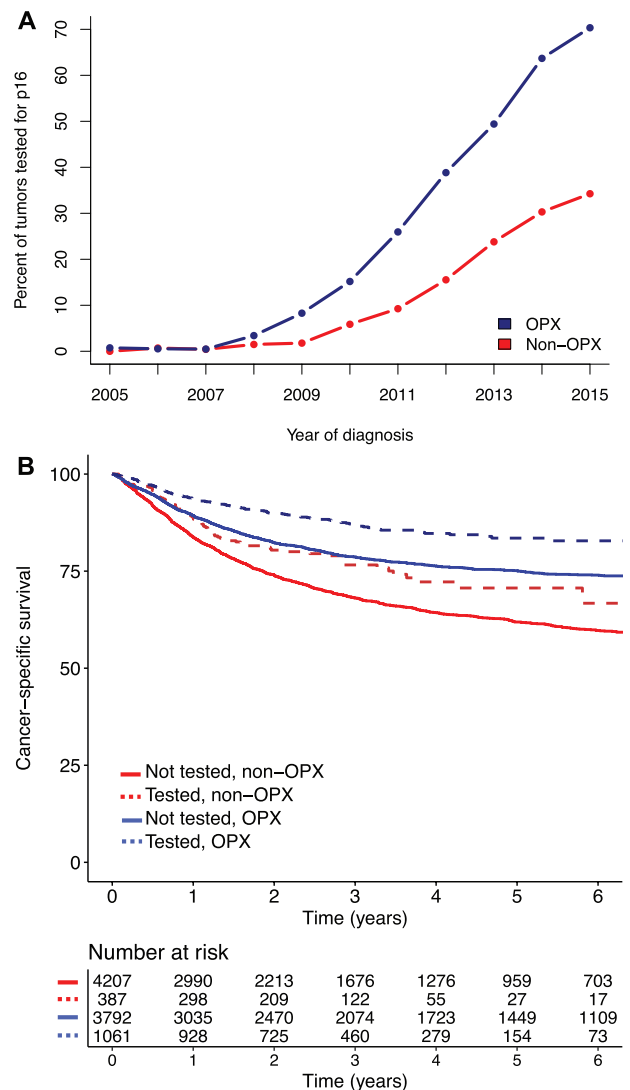 A
Percent of tumors tested for p16
70
60
50
40
30
20
10
0
OPX
Non-OPX
2005 2007 2009 2011 2013 2015
Year of diagnosis
B
Cancer-specific survival
100
75
50
25
0
Not tested, non-OPX
Tested, non-OPX
Not tested, OPX
Tested, OPX
0 1 2 3 4 5 6
Time (years)
Number at risk
4207 2990 2213 1676 1276 959 703
387 298 209 122 55 27 17
3792 3035 2470 2074 1723 1449 1109
1061 928 725 460 279 154 73
0 1 2 3 4 5 6
Time (years)